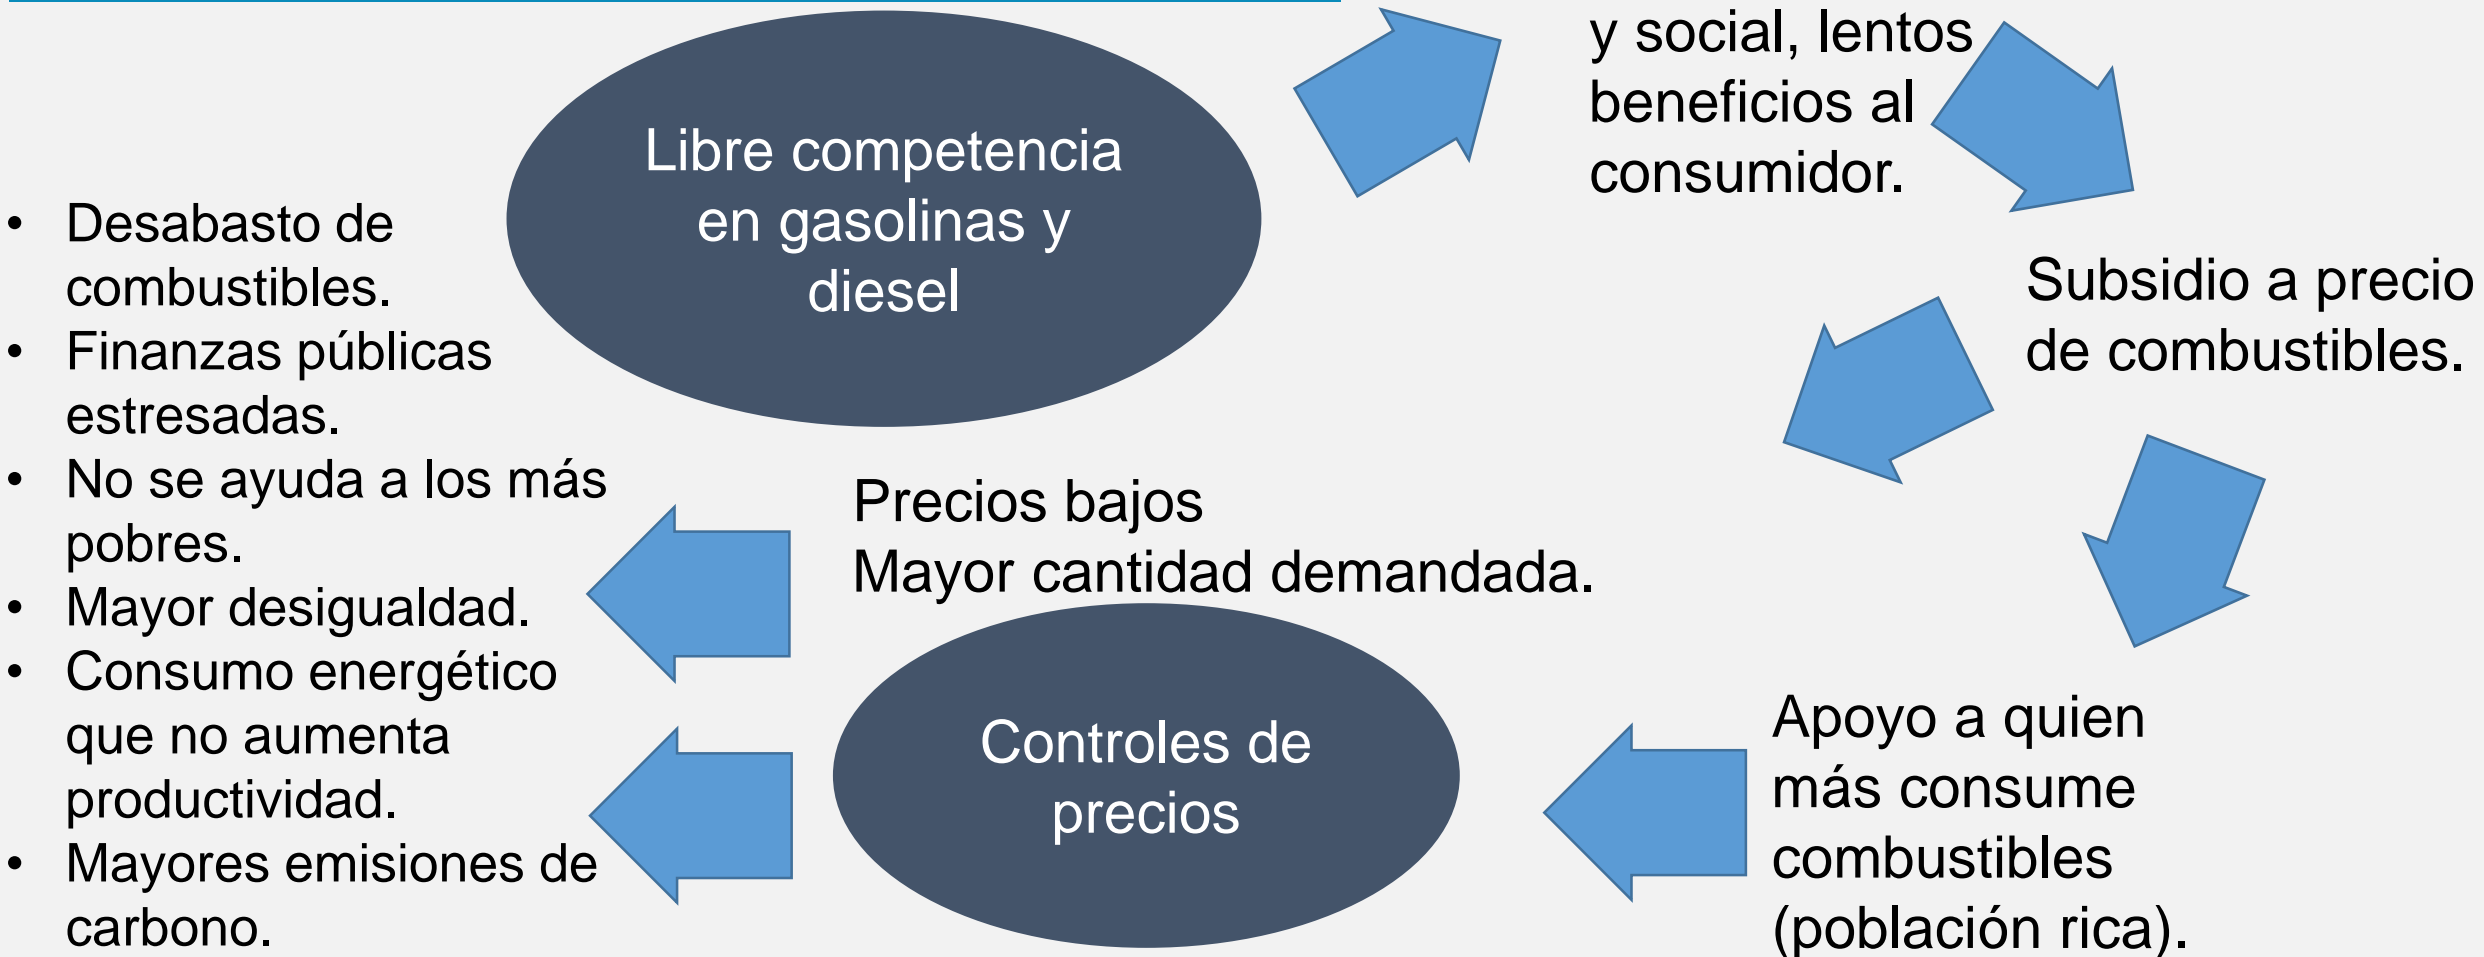 y social, lentos
beneficios al
consumidor.
Libre competencia
en gasolinas y
diesel
• Desabasto de
combustibles.
• Finanzas públicas
estresadas.
• No se ayuda a los más
pobres.
• Mayor desigualdad.
• Consumo energético
que no aumenta
productividad.
• Mayores emisiones de
carbono.
Subsidio a precio
de combustibles.
Precios bajos
Mayor cantidad demandada.
Controles de
precios
Apoyo a quien
más consume
combustibles
(población rica).